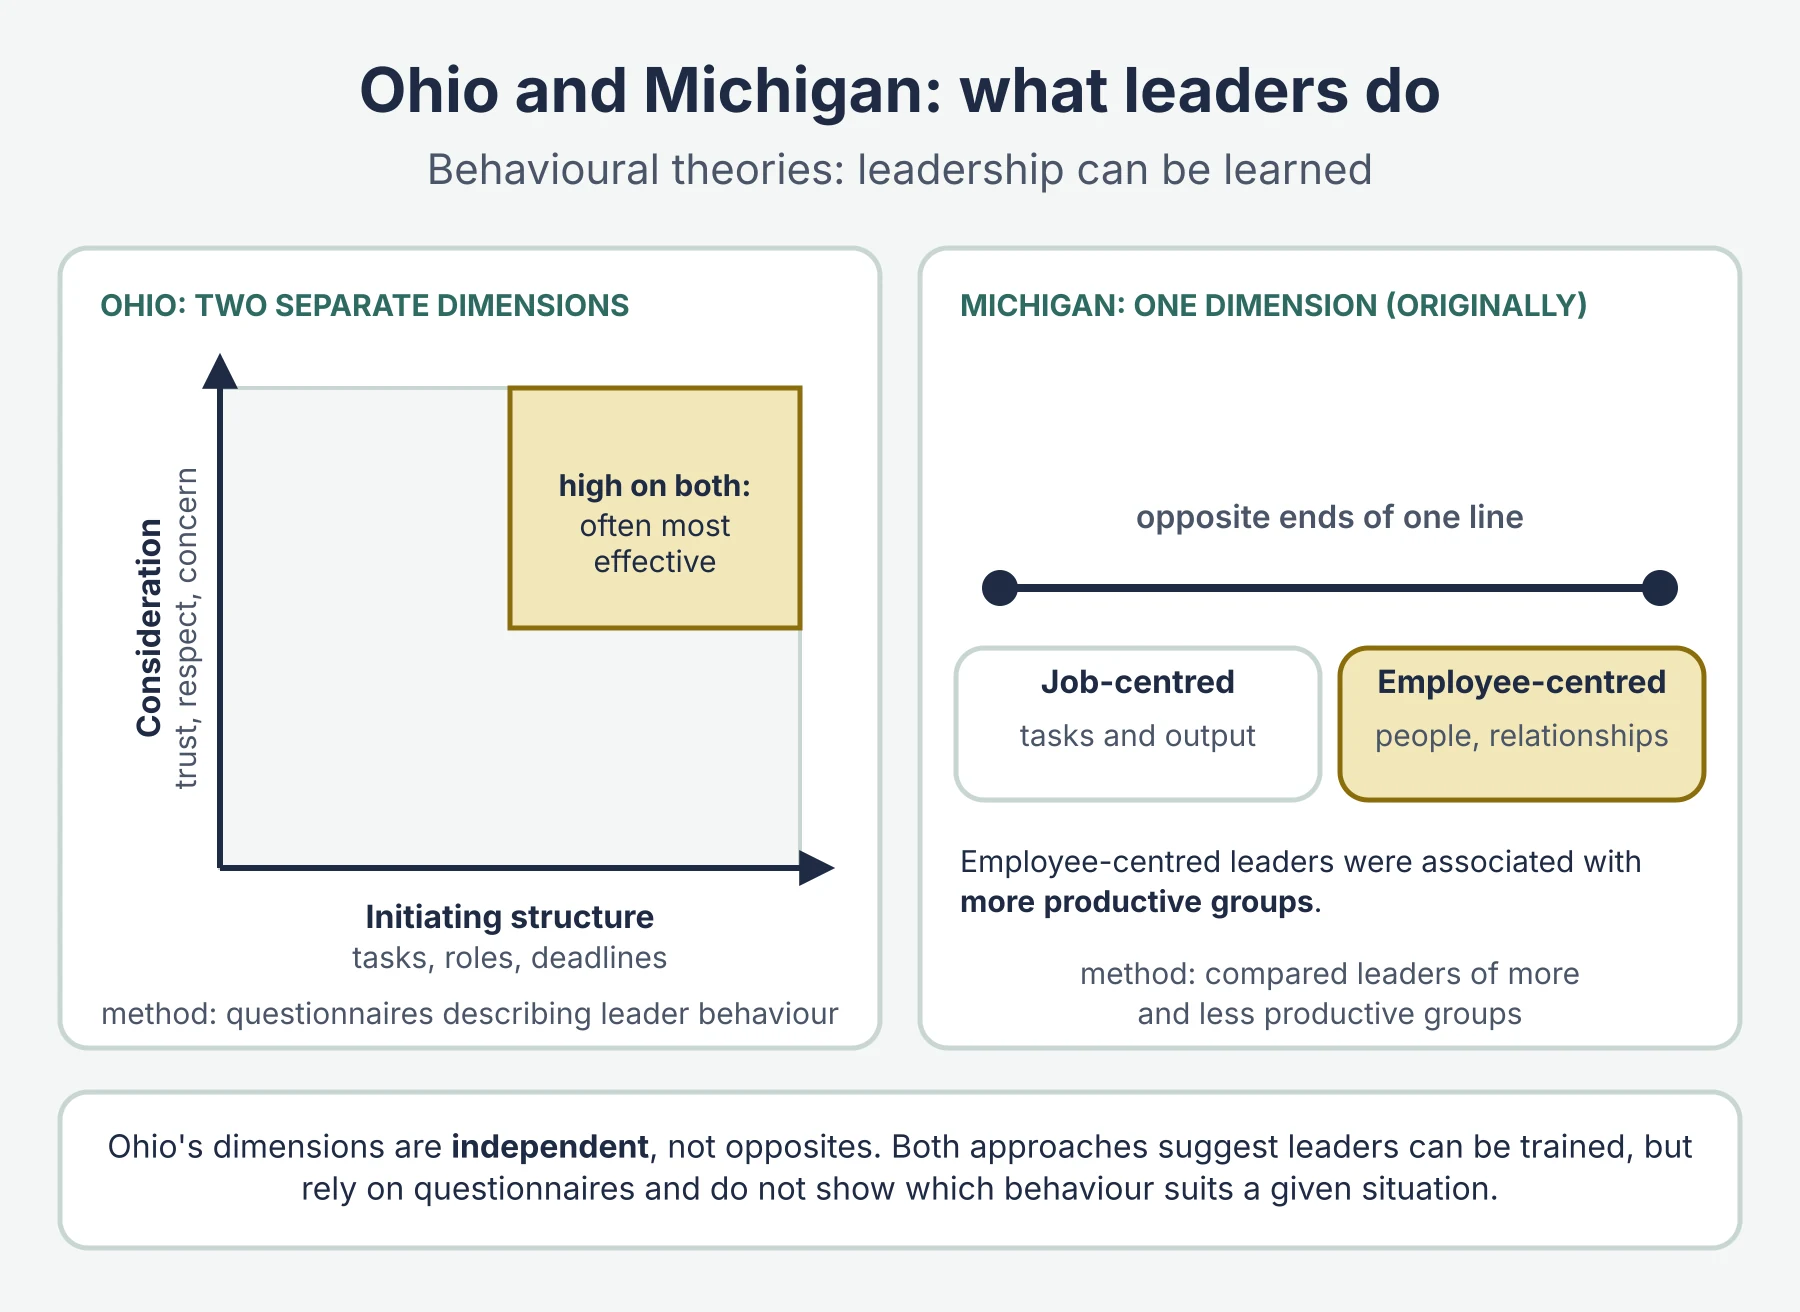 Ohio and Michigan: what leaders do
Behavioural theories: leadership can be learned
OHIO: TWO SEPARATE DIMENSIONS
Consideration
trust, respect, concern
high on both:
often most
effective
Initiating structure
tasks, roles, deadlines
method: questionnaires describing leader behaviour
MICHIGAN: ONE DIMENSION (ORIGINALLY)
opposite ends of one line
Job-centred
tasks and output
Employee-centred
people, relationships
Employee-centred leaders were associated with
more productive groups.
method: compared leaders of more
and less productive groups
Ohio's dimensions are independent, not opposites. Both approaches suggest leaders can be trained, but
rely on questionnaires and do not show which behaviour suits a given situation.